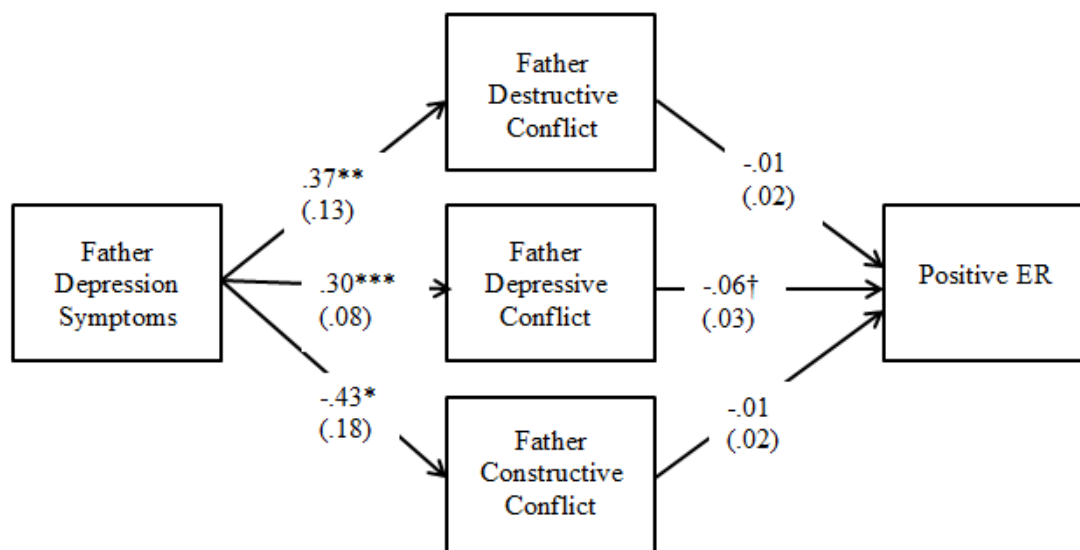 Father
Destructive
Conflict
.37**
(.13)
-.01
(.02)
Father
Depression
Symptoms
.30***
(.08)
Father
Depressive
Conflict
-.06†
(.03)
Positive ER
-.43*
(.18)
Father
Constructive
Conflict
-.01
(.02)